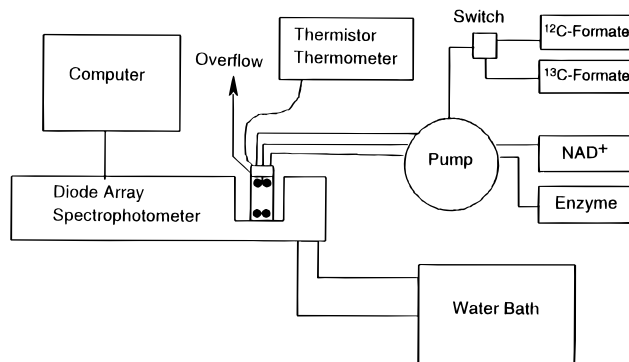 Switch
¹²C-Formate
¹³C-Formate
Thermistor
Thermometer
Overflow
Computer
Pump
NAD⁺
Enzyme
Diode Array
Spectrophotometer
Water Bath